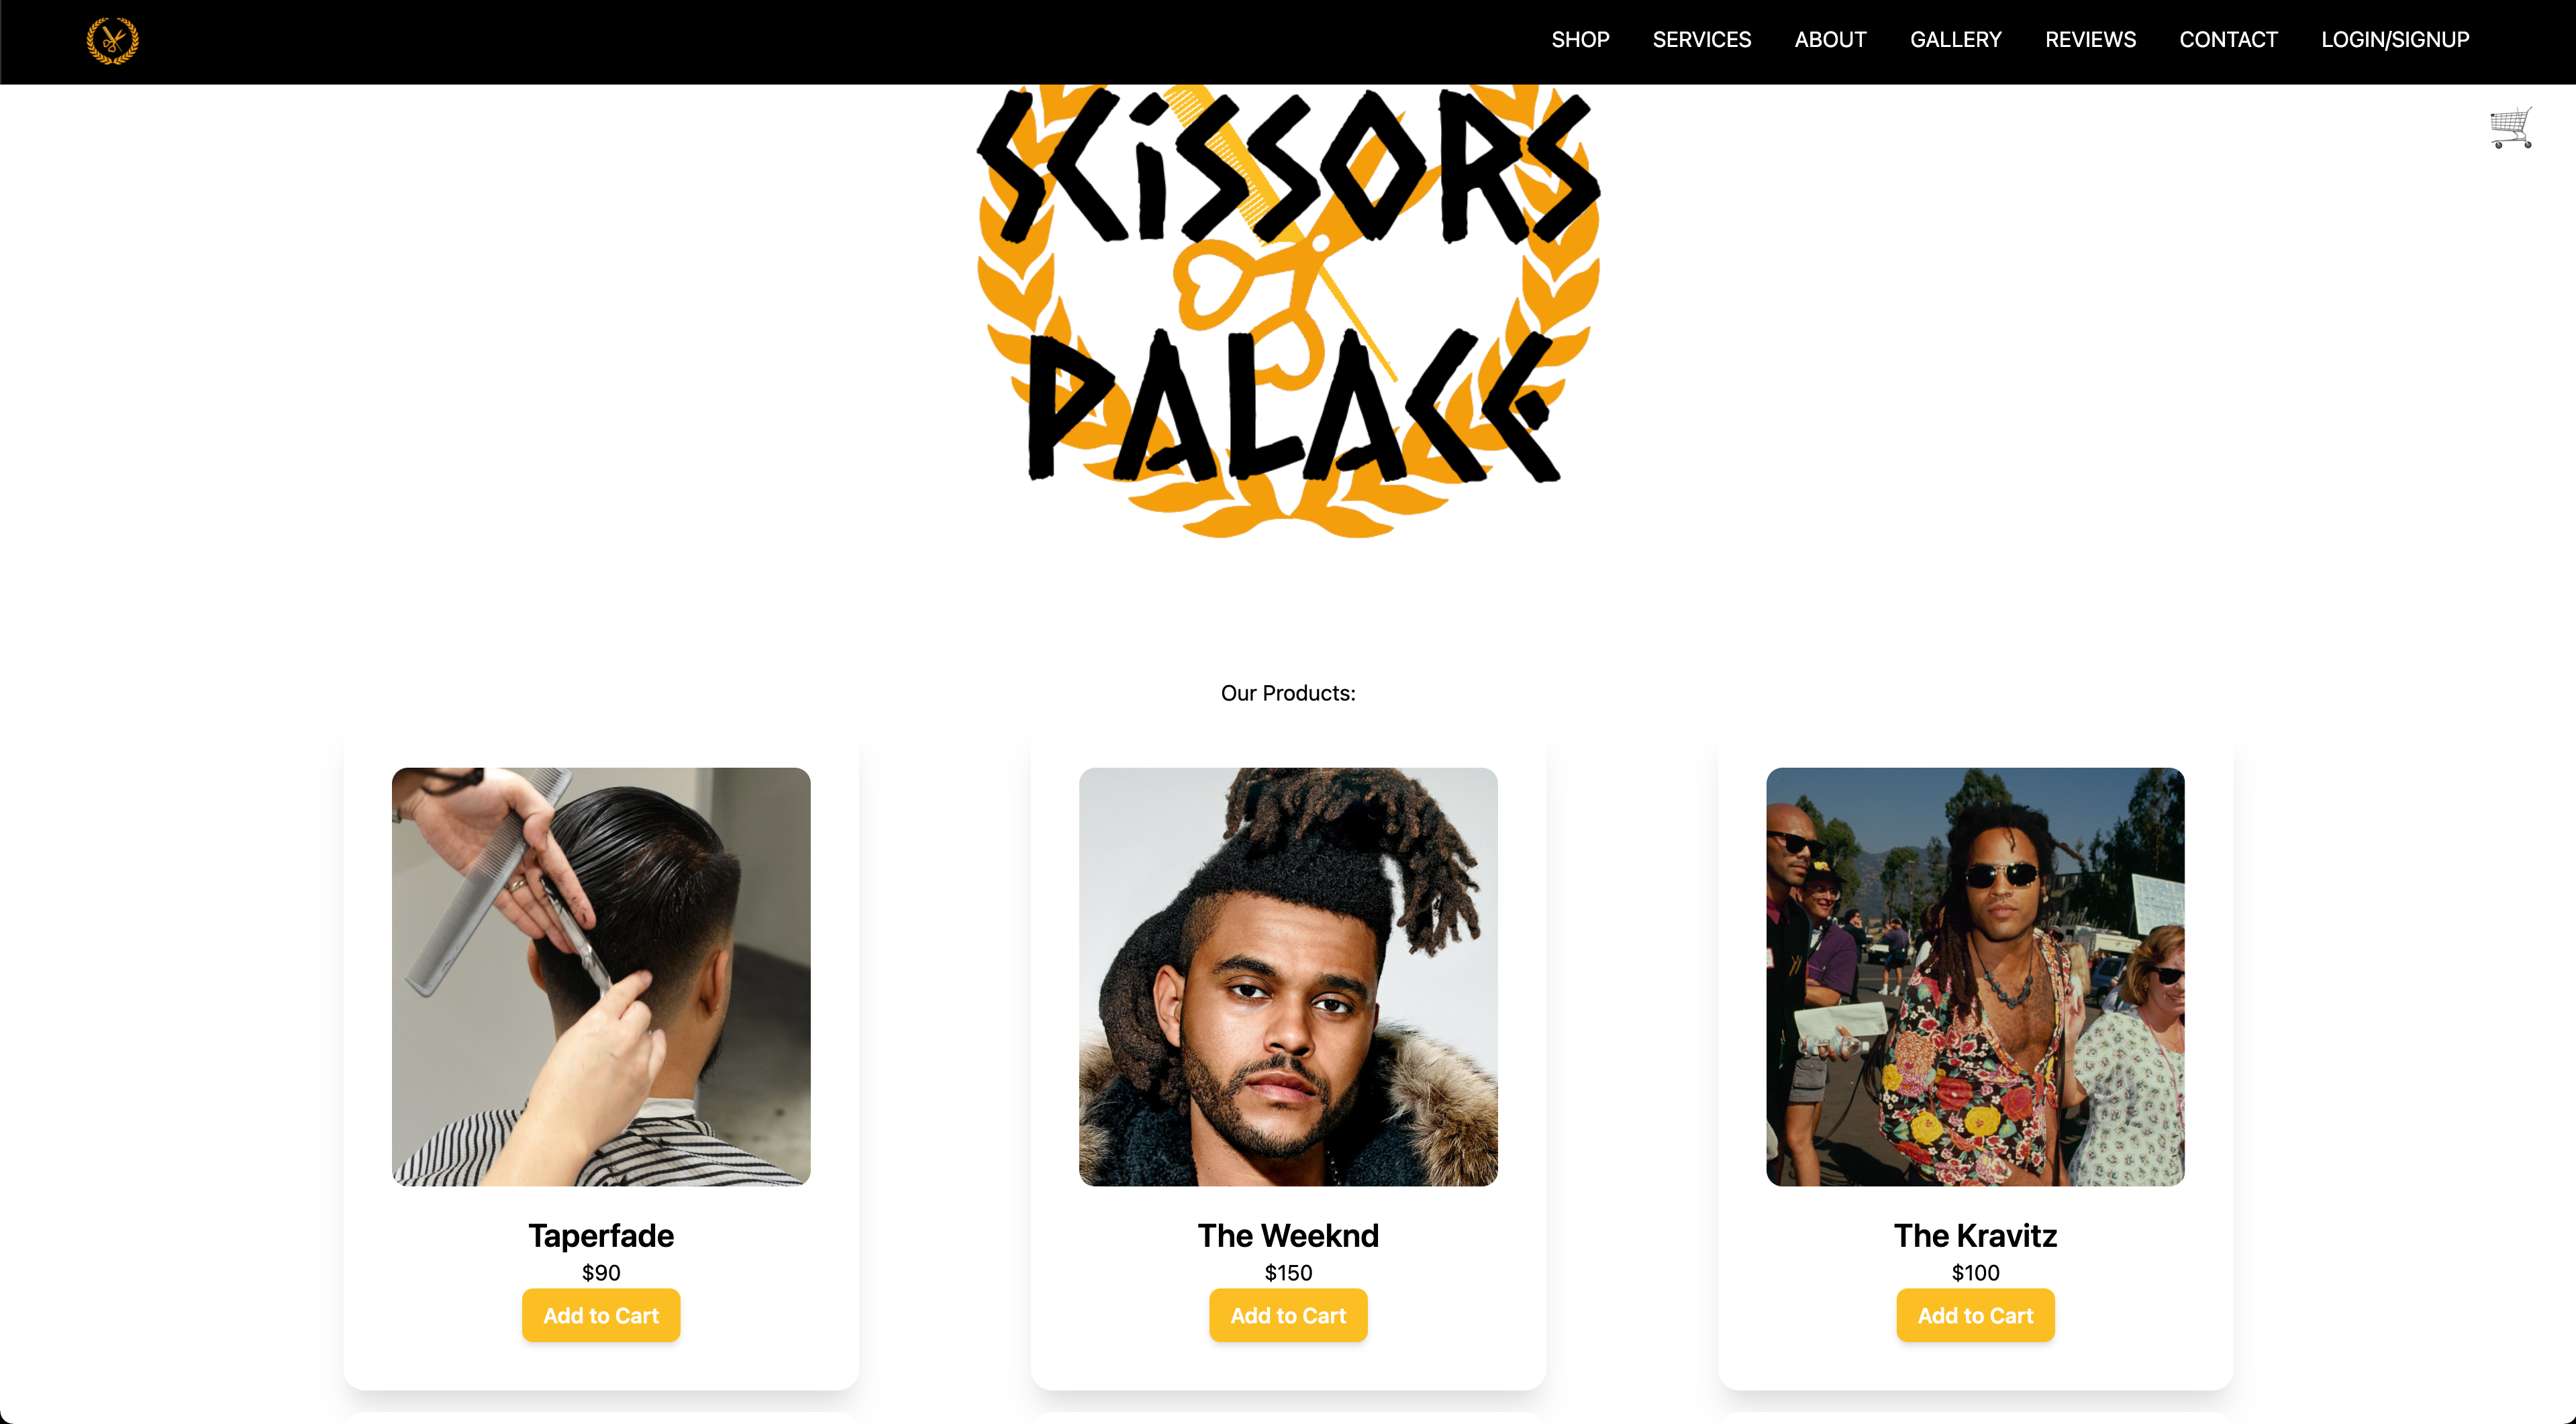 SHOP SERVICES ABOUT GALLERY REVIEWS CONTACT LOGIN/SIGNUP
SCiSSORS
PALACE
Our Products:
Taperfade
$90
Add to Cart
The Weeknd
$150
Add to Cart
The Kravitz
$100
Add to Cart